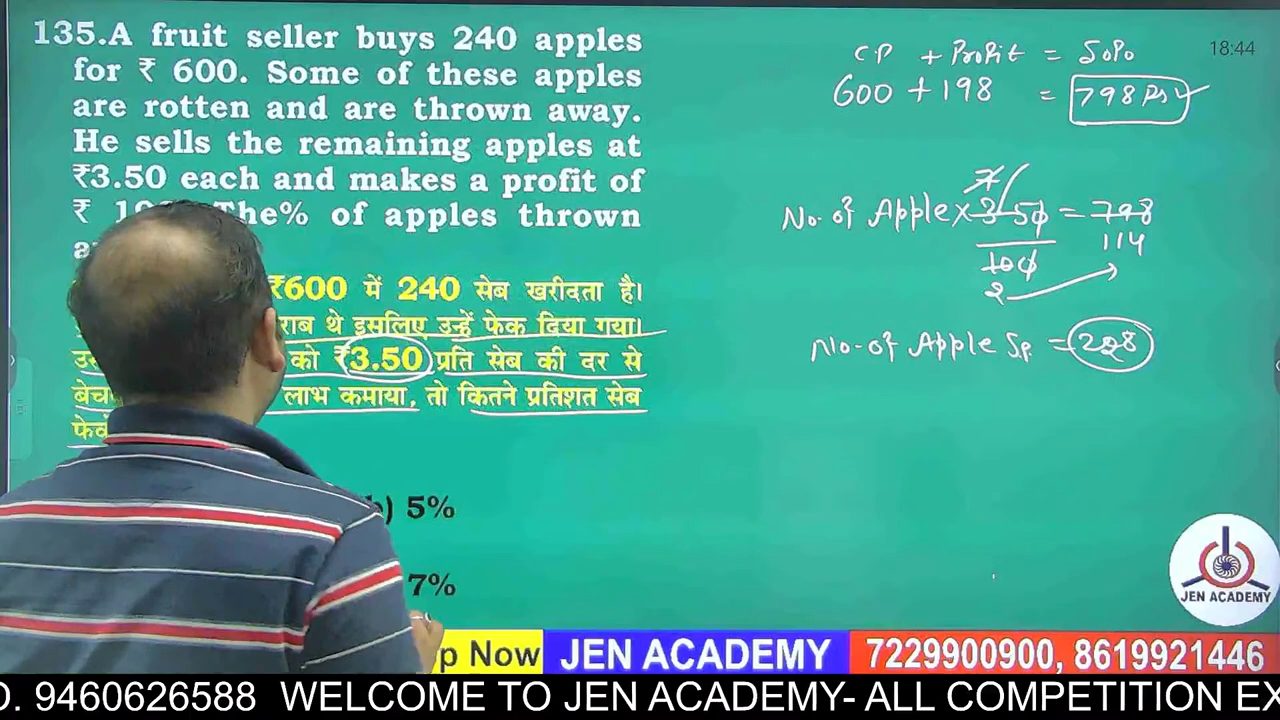 135.A fruit seller buys 240 apples
for ₹ 600. Some of these apples
are rotten and are thrown away.
He sells the remaining apples at
₹3.50 each and makes a profit of
₹ The% of apples thrown
₹600 में 240 सेब खरीदता है।
थे इसलिए उन्हें फेक दिया गया।
को ₹3.50 प्रति सेब की दर से
लाभ कमाया, तो कितने प्रतिशत सेब
5%
7%
CP + Profit =
600 + 198 = 798 Rs
18:44
No. of Apple x 3 50 = 798
7
100
114
2
No. of Apple = 228
JEN ACADEMY
Now
JEN ACADEMY
7229900900, 8619921446
9460626588 WELCOME TO JEN ACADEMY- ALL COMPETITION EX